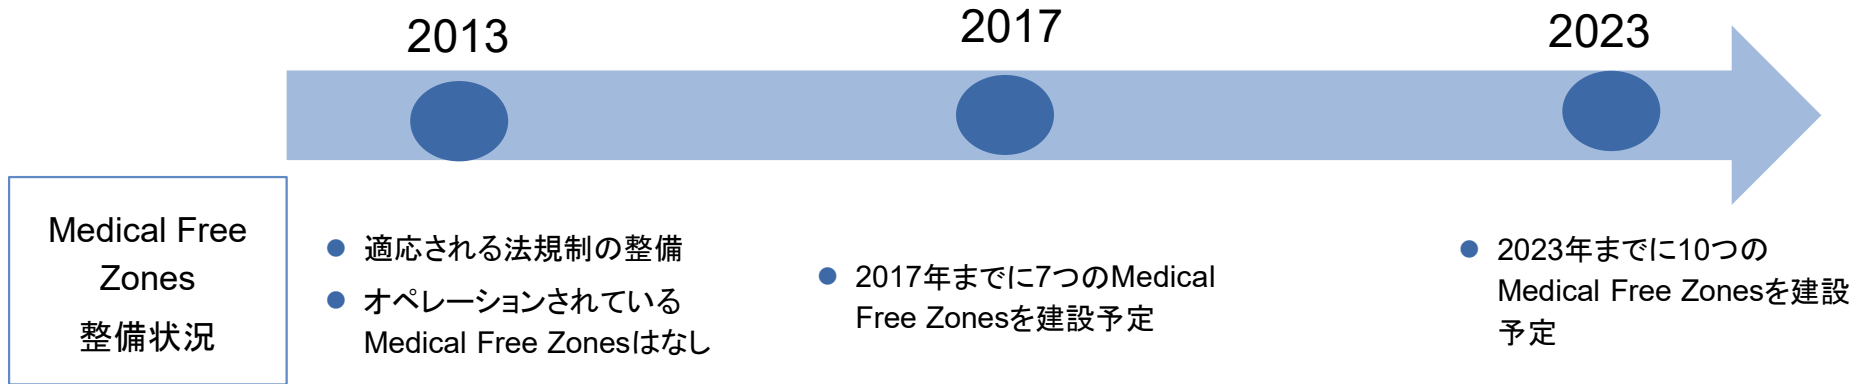 2013
2017
2023
Medical Free
Zones
整備状況
適応される法規制の整備
オペレーションされている
Medical Free Zonesはなし
2017年までに7つのMedical
Free Zonesを建設予定
2023年までに10つの
Medical Free Zonesを建設
予定